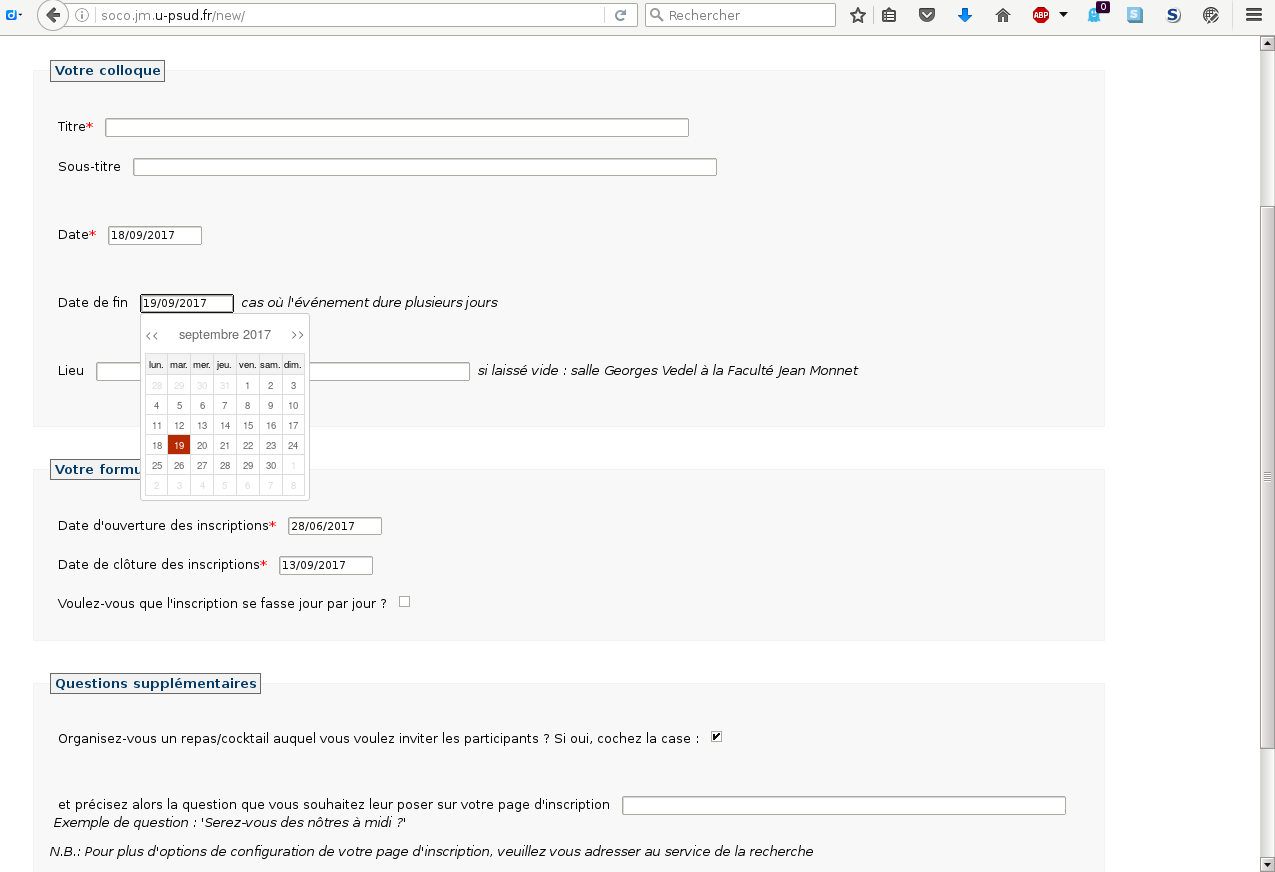 soco.jm.u-psud.fr/new/ Rechercher ABP 0 S S
Votre colloque
Titre*
Sous-titre
Date* 18/09/2017
Date de fin 19/09/2017 cas où l'événement dure plusieurs jours
<< septembre 2017 >>
Lieu si laissé vide : salle Georges Vedel à la Faculté Jean Monnet
lun. mar. mer. jeu. ven. sam. dim.
28 29 30 31 1 2 3
4 5 6 7 8 9 10
11 12 13 14 15 16 17
18 19 20 21 22 23 24
25 26 27 28 29 30 1
2 3 4 5 6 7 8
Votre formu
Date d'ouverture des inscriptions* 28/06/2017
Date de clôture des inscriptions* 13/09/2017
Voulez-vous que l'inscription se fasse jour par jour ?
Questions supplémentaires
Organisez-vous un repas/cocktail auquel vous voulez inviter les participants ? Si oui, cochez la case :
et précisez alors la question que vous souhaitez leur poser sur votre page d'inscription
Exemple de question : 'Serez-vous des nôtres à midi ?'
N.B.: Pour plus d'options de configuration de votre page d'inscription, veuillez vous adresser au service de la recherche